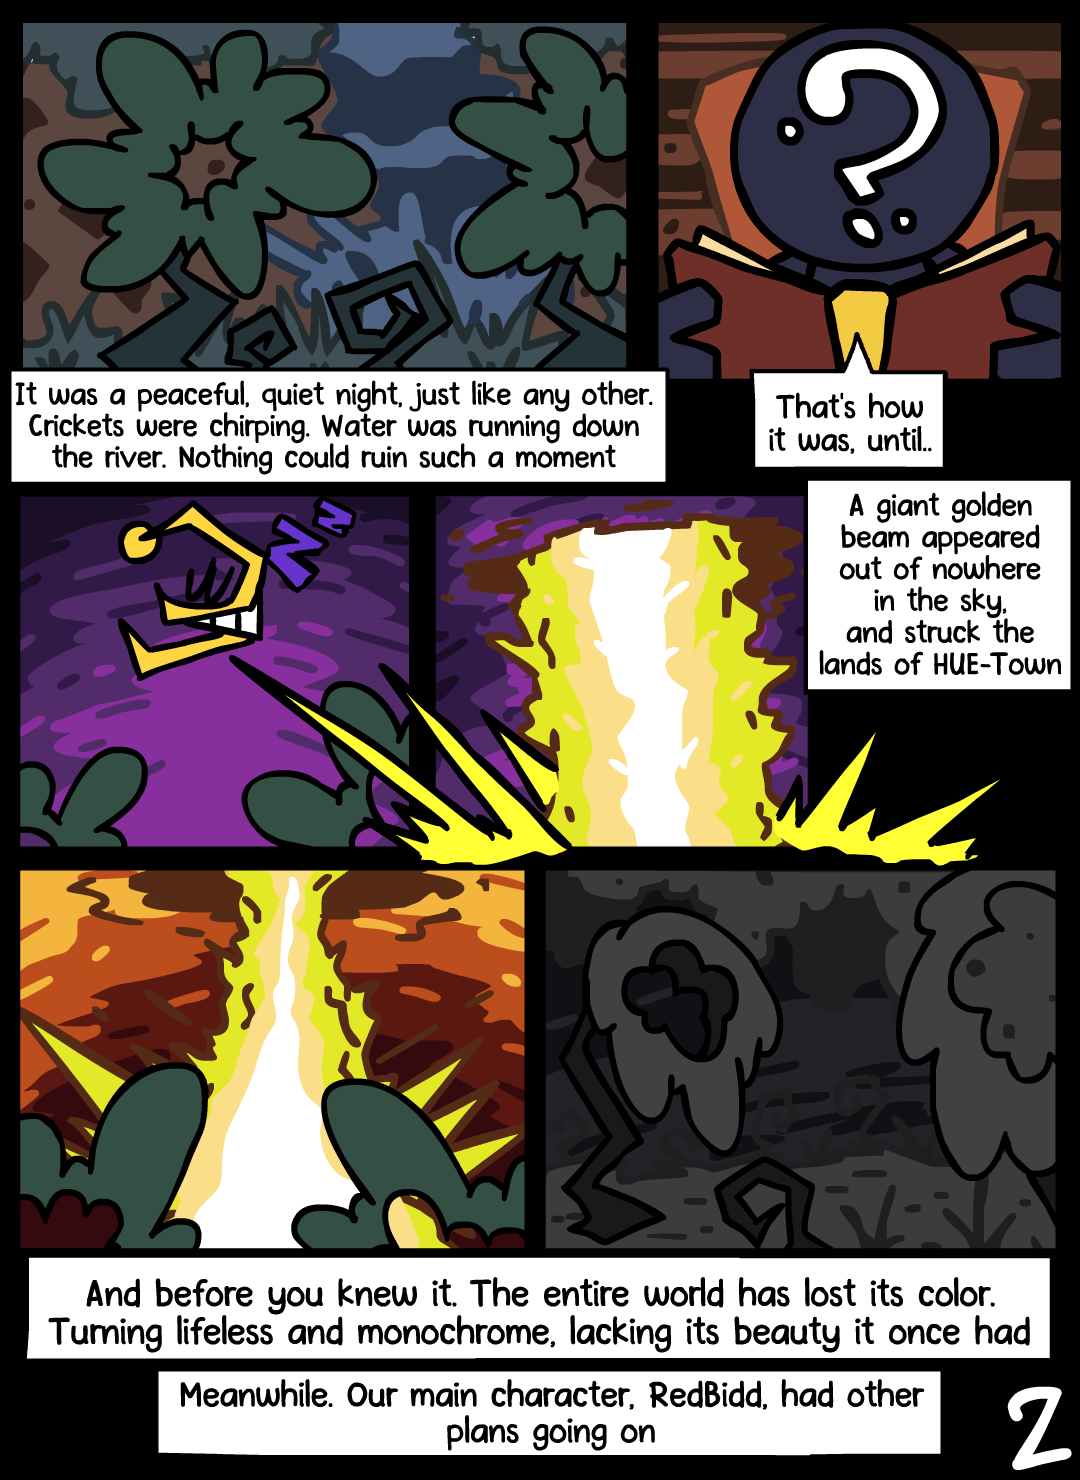 It was a peaceful, quiet night, just like any other.
Crickets were chirping. Water was running down
the river. Nothing could ruin such a moment
?
That's how
it was, until..
Z
Z
A giant golden
beam appeared
out of nowhere
in the sky,
and struck the
lands of HUE-Town
And before you knew it. The entire world has lost its color.
Turning lifeless and monochrome, lacking its beauty it once had
Meanwhile. Our main character, RedBidd, had other
plans going on
2